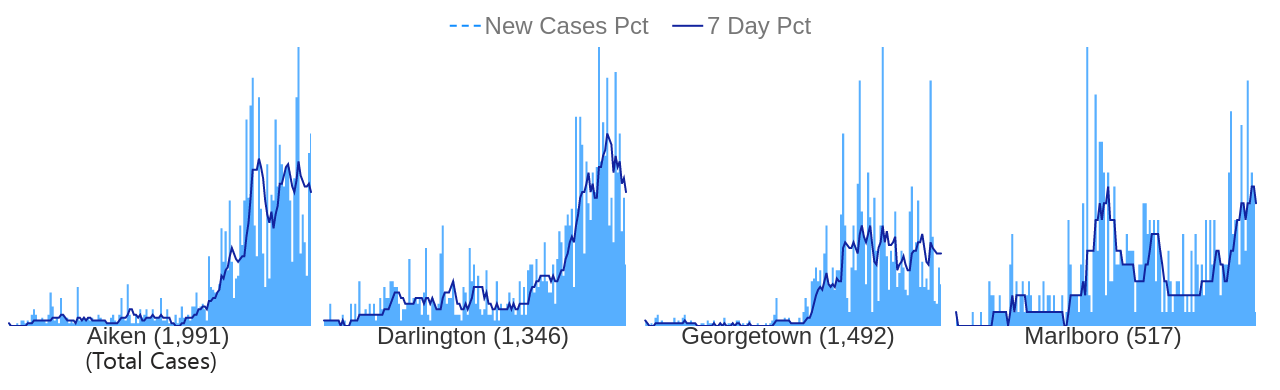 New Cases Pct 7 Day Pct
Aiken (1,991) Darlington (1,346) Georgetown (1,492) Marlboro (517)
(Total Cases)